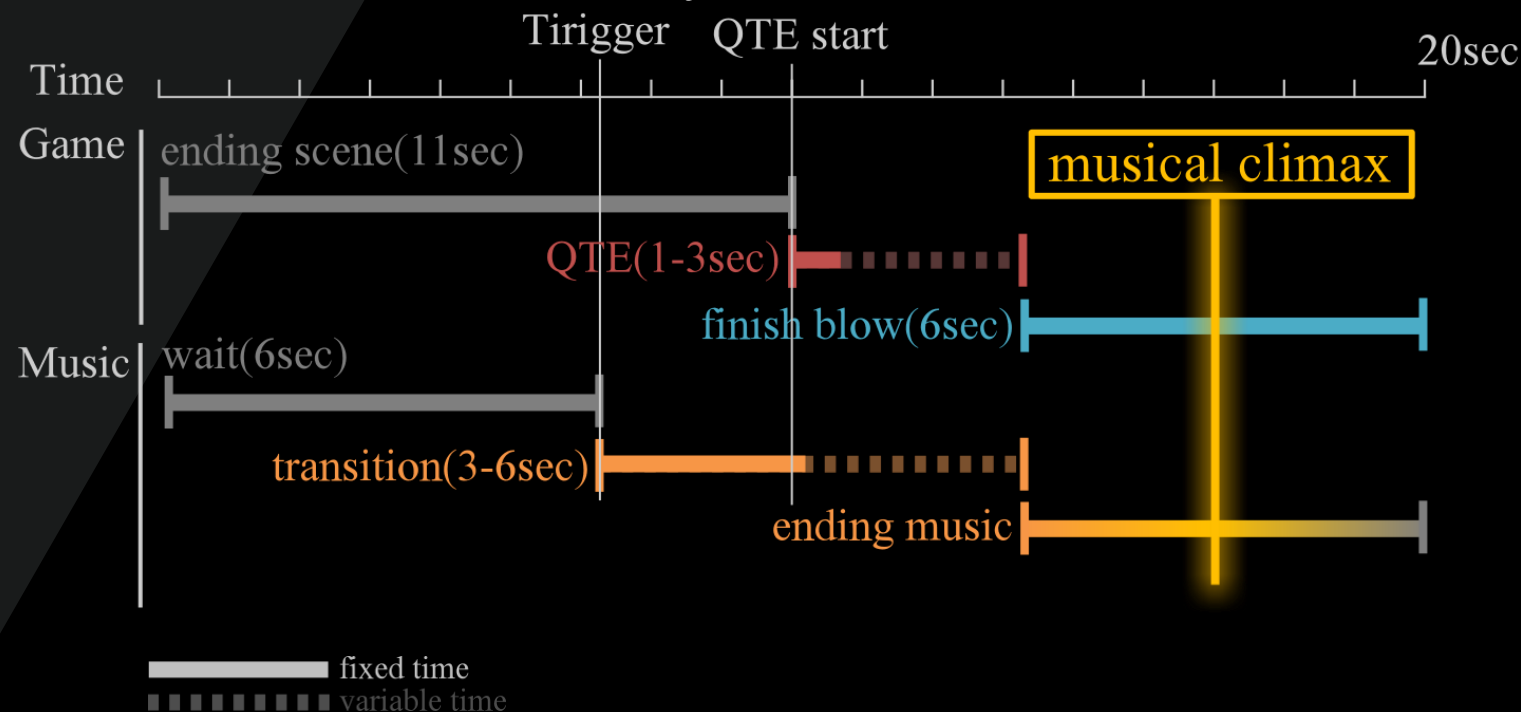 Tirigger
QTE start
20sec
Time
Game
ending scene(11sec)
musical climax
QTE(1-3sec)
finish blow(6sec)
Music
wait(6sec)
transition(3-6sec)
ending music
fixed time
variable time